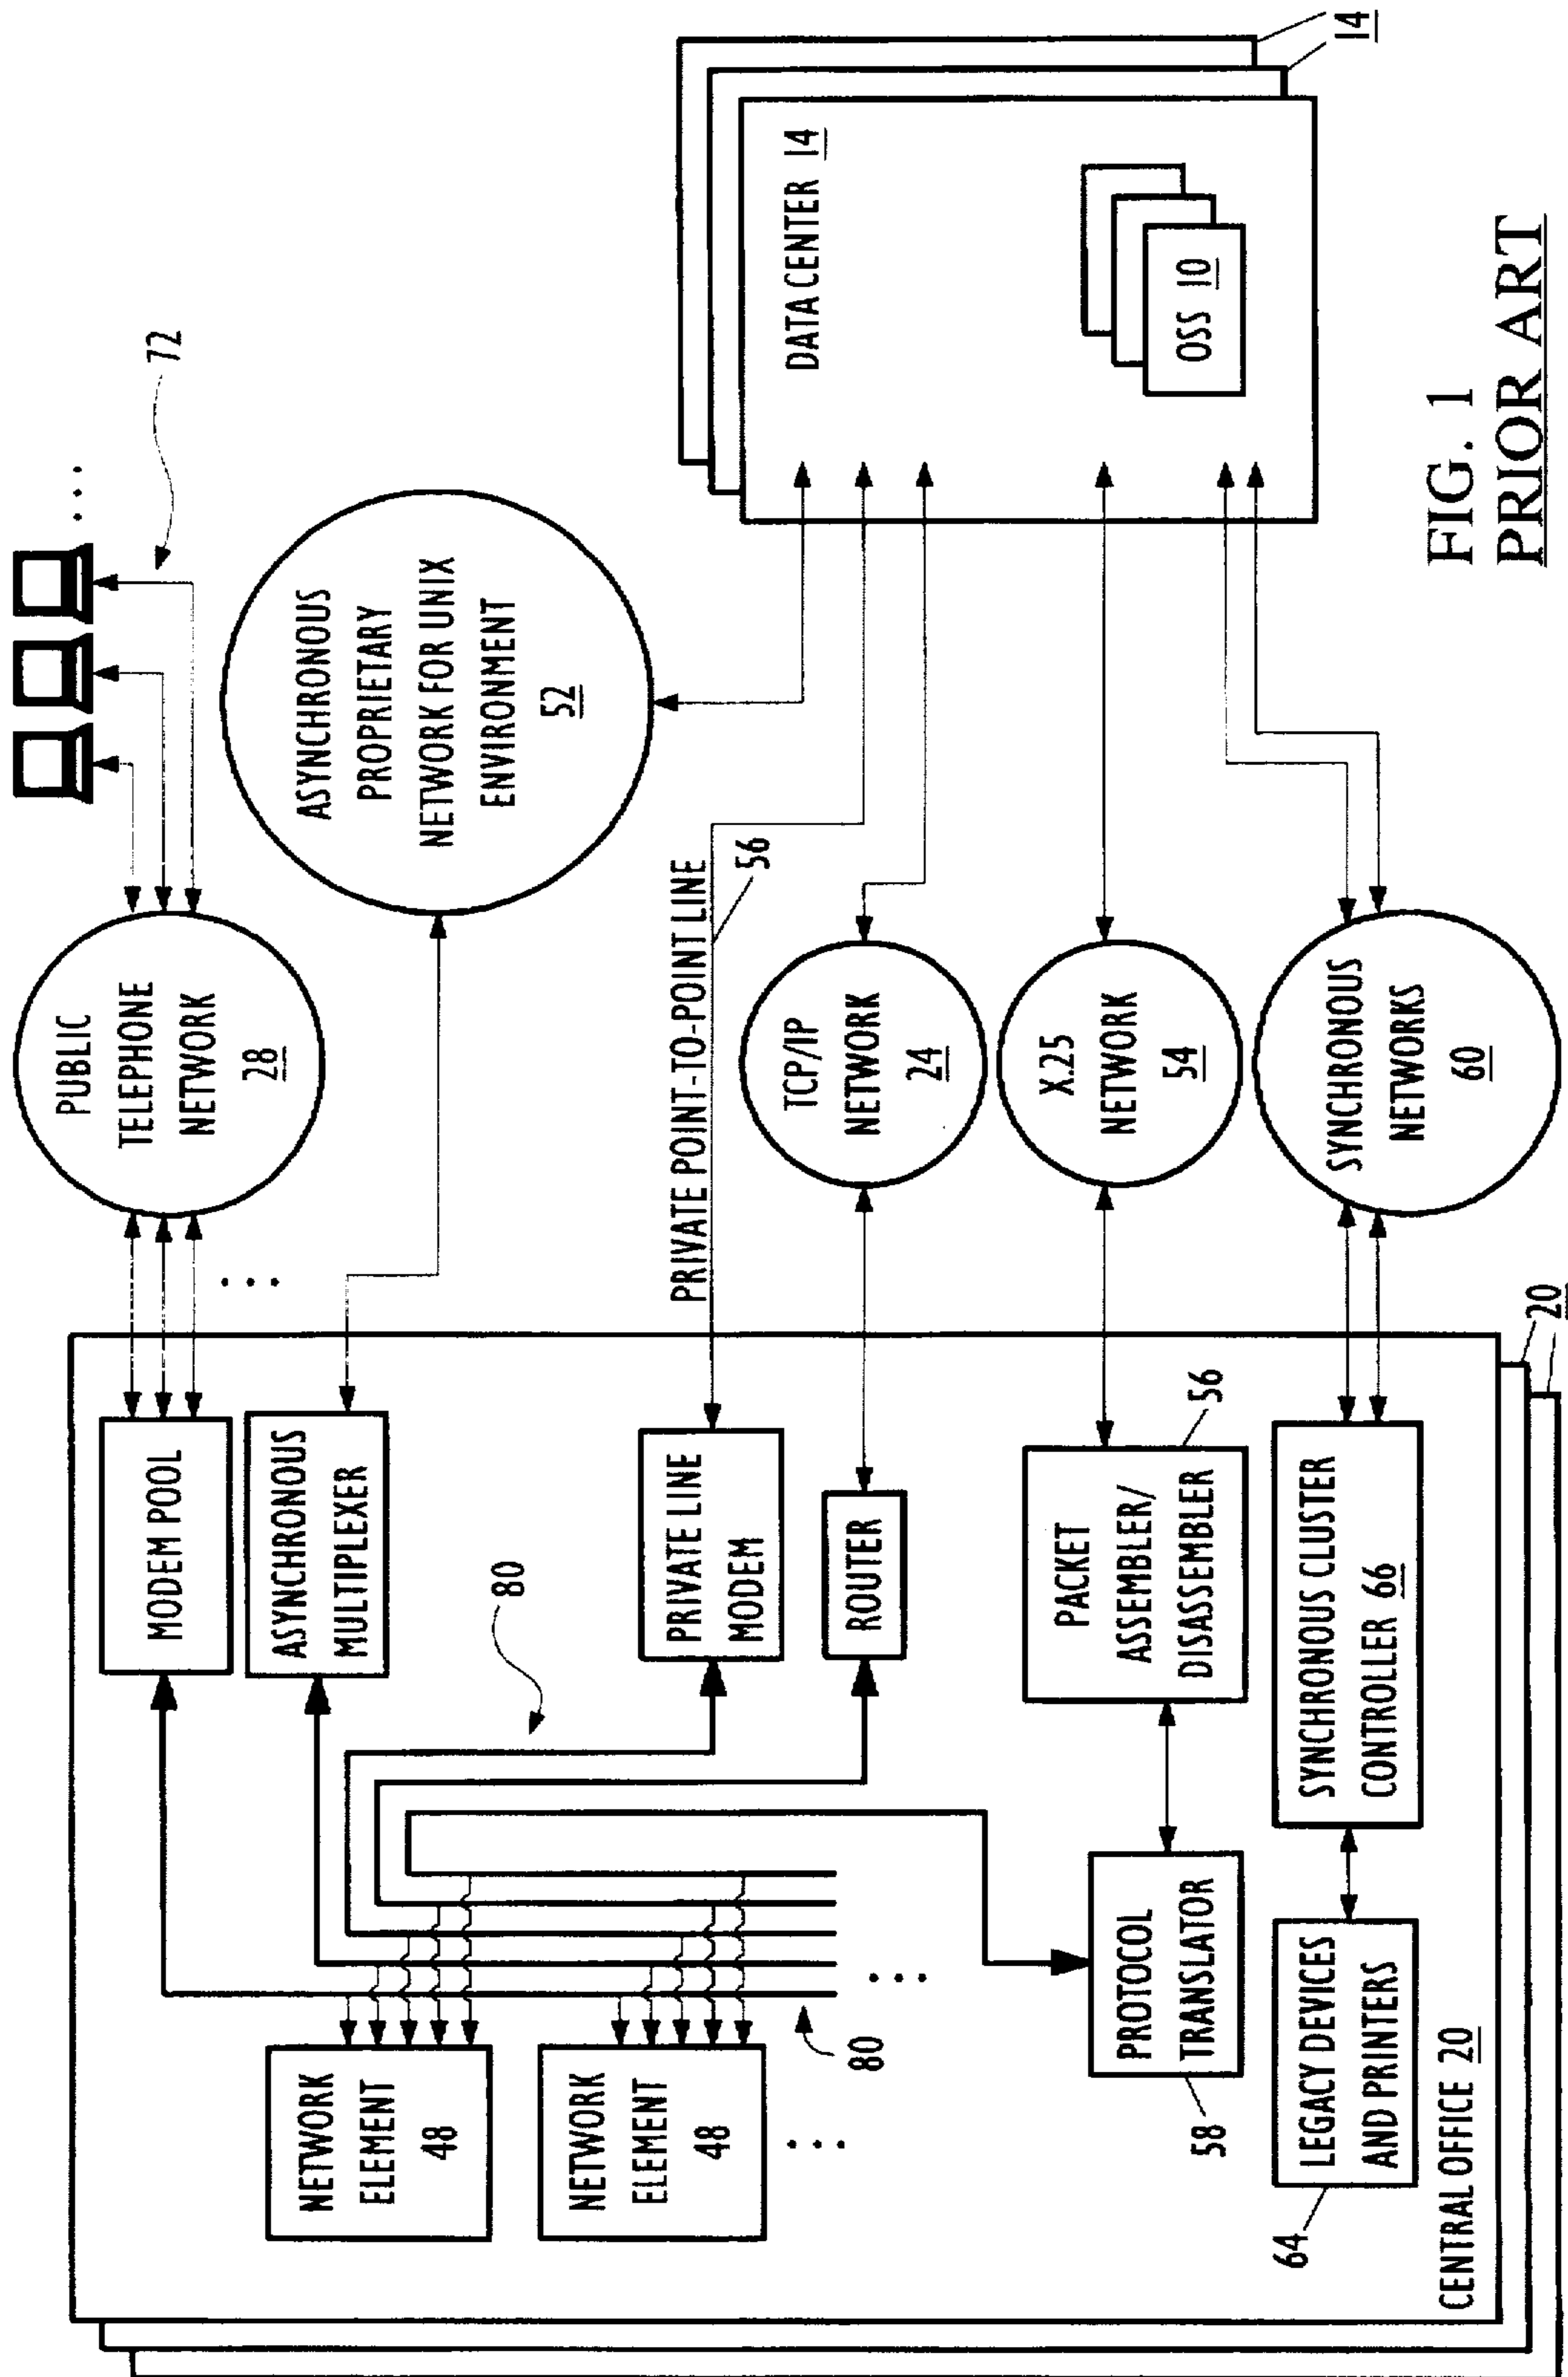 72
...
PUBLIC
TELEPHONE
NETWORK
28
ASYNCHRONOUS
PROPRIETARY
NETWORK FOR UNIX
ENVIRONMENT
52
...
MODEM POOL
ASYNCHRONOUS
MULTIPLEXER
80
NETWORK
ELEMENT
48
NETWORK
ELEMENT
48
...
80
...
PRIVATE LINE
MODEM
PRIVATE POINT-TO-POINT LINE
56
ROUTER
TCP/IP
NETWORK
24
DATA CENTER 14
14
14
OSS 10
PROTOCOL
TRANSLATOR
58
PACKET
ASSEMBLER/
DISASSEMBLER
56
X.25
NETWORK
54
LEGACY DEVICES
AND PRINTERS
64
SYNCHRONOUS CLUSTER
CONTROLLER 66
SYNCHRONOUS
NETWORKS
60
CENTRAL OFFICE 20
20
20
FIG. 1
PRIOR ART